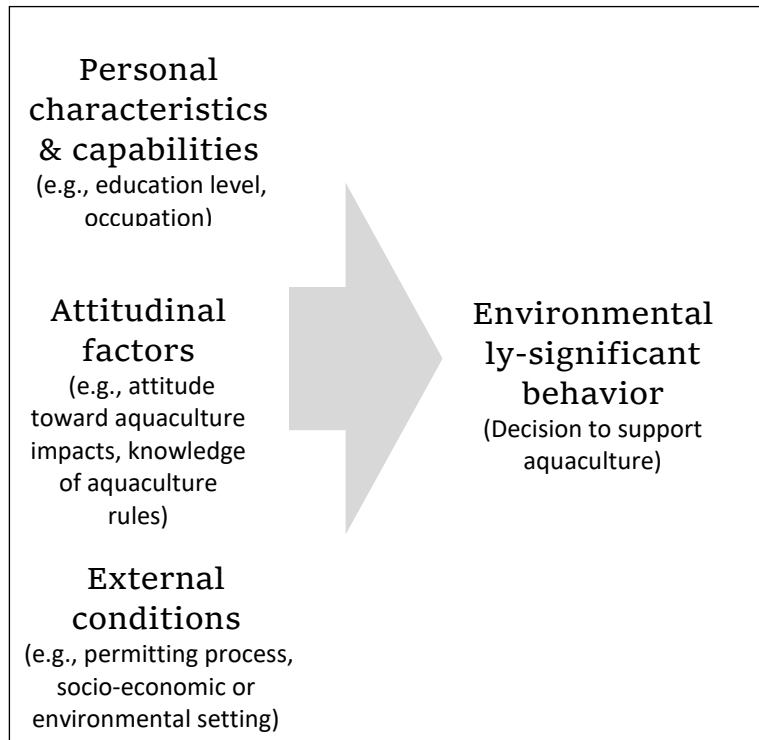 Personal
characteristics
& capabilities
(e.g., education level,
occupation)
Attitudinal
factors
(e.g., attitude
toward aquaculture
impacts, knowledge
of aquaculture
rules)
External
conditions
(e.g., permitting process,
socio-economic or
environmental setting)
Environmental
ly-significant
behavior
(Decision to support
aquaculture)